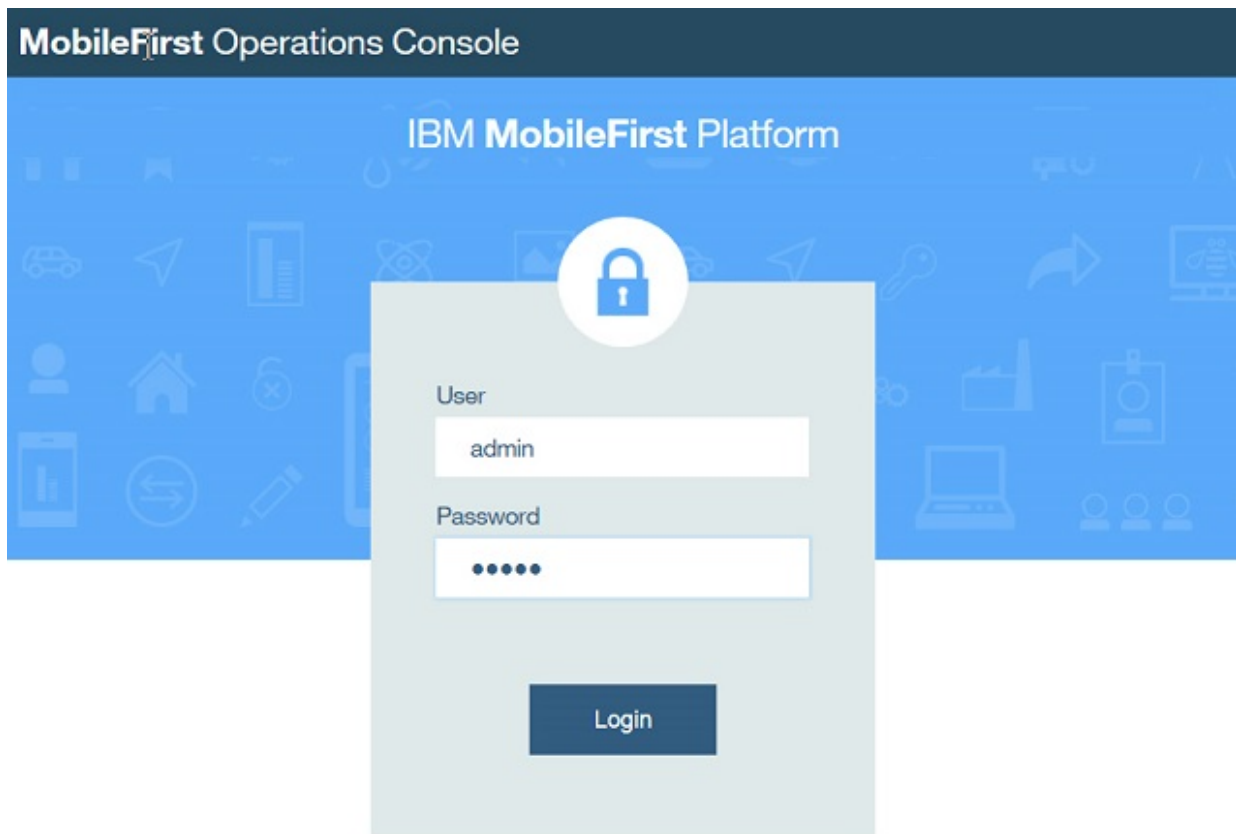 MobileFirst Operations Console
IBM MobileFirst Platform
User
admin
Password
•••••
Login